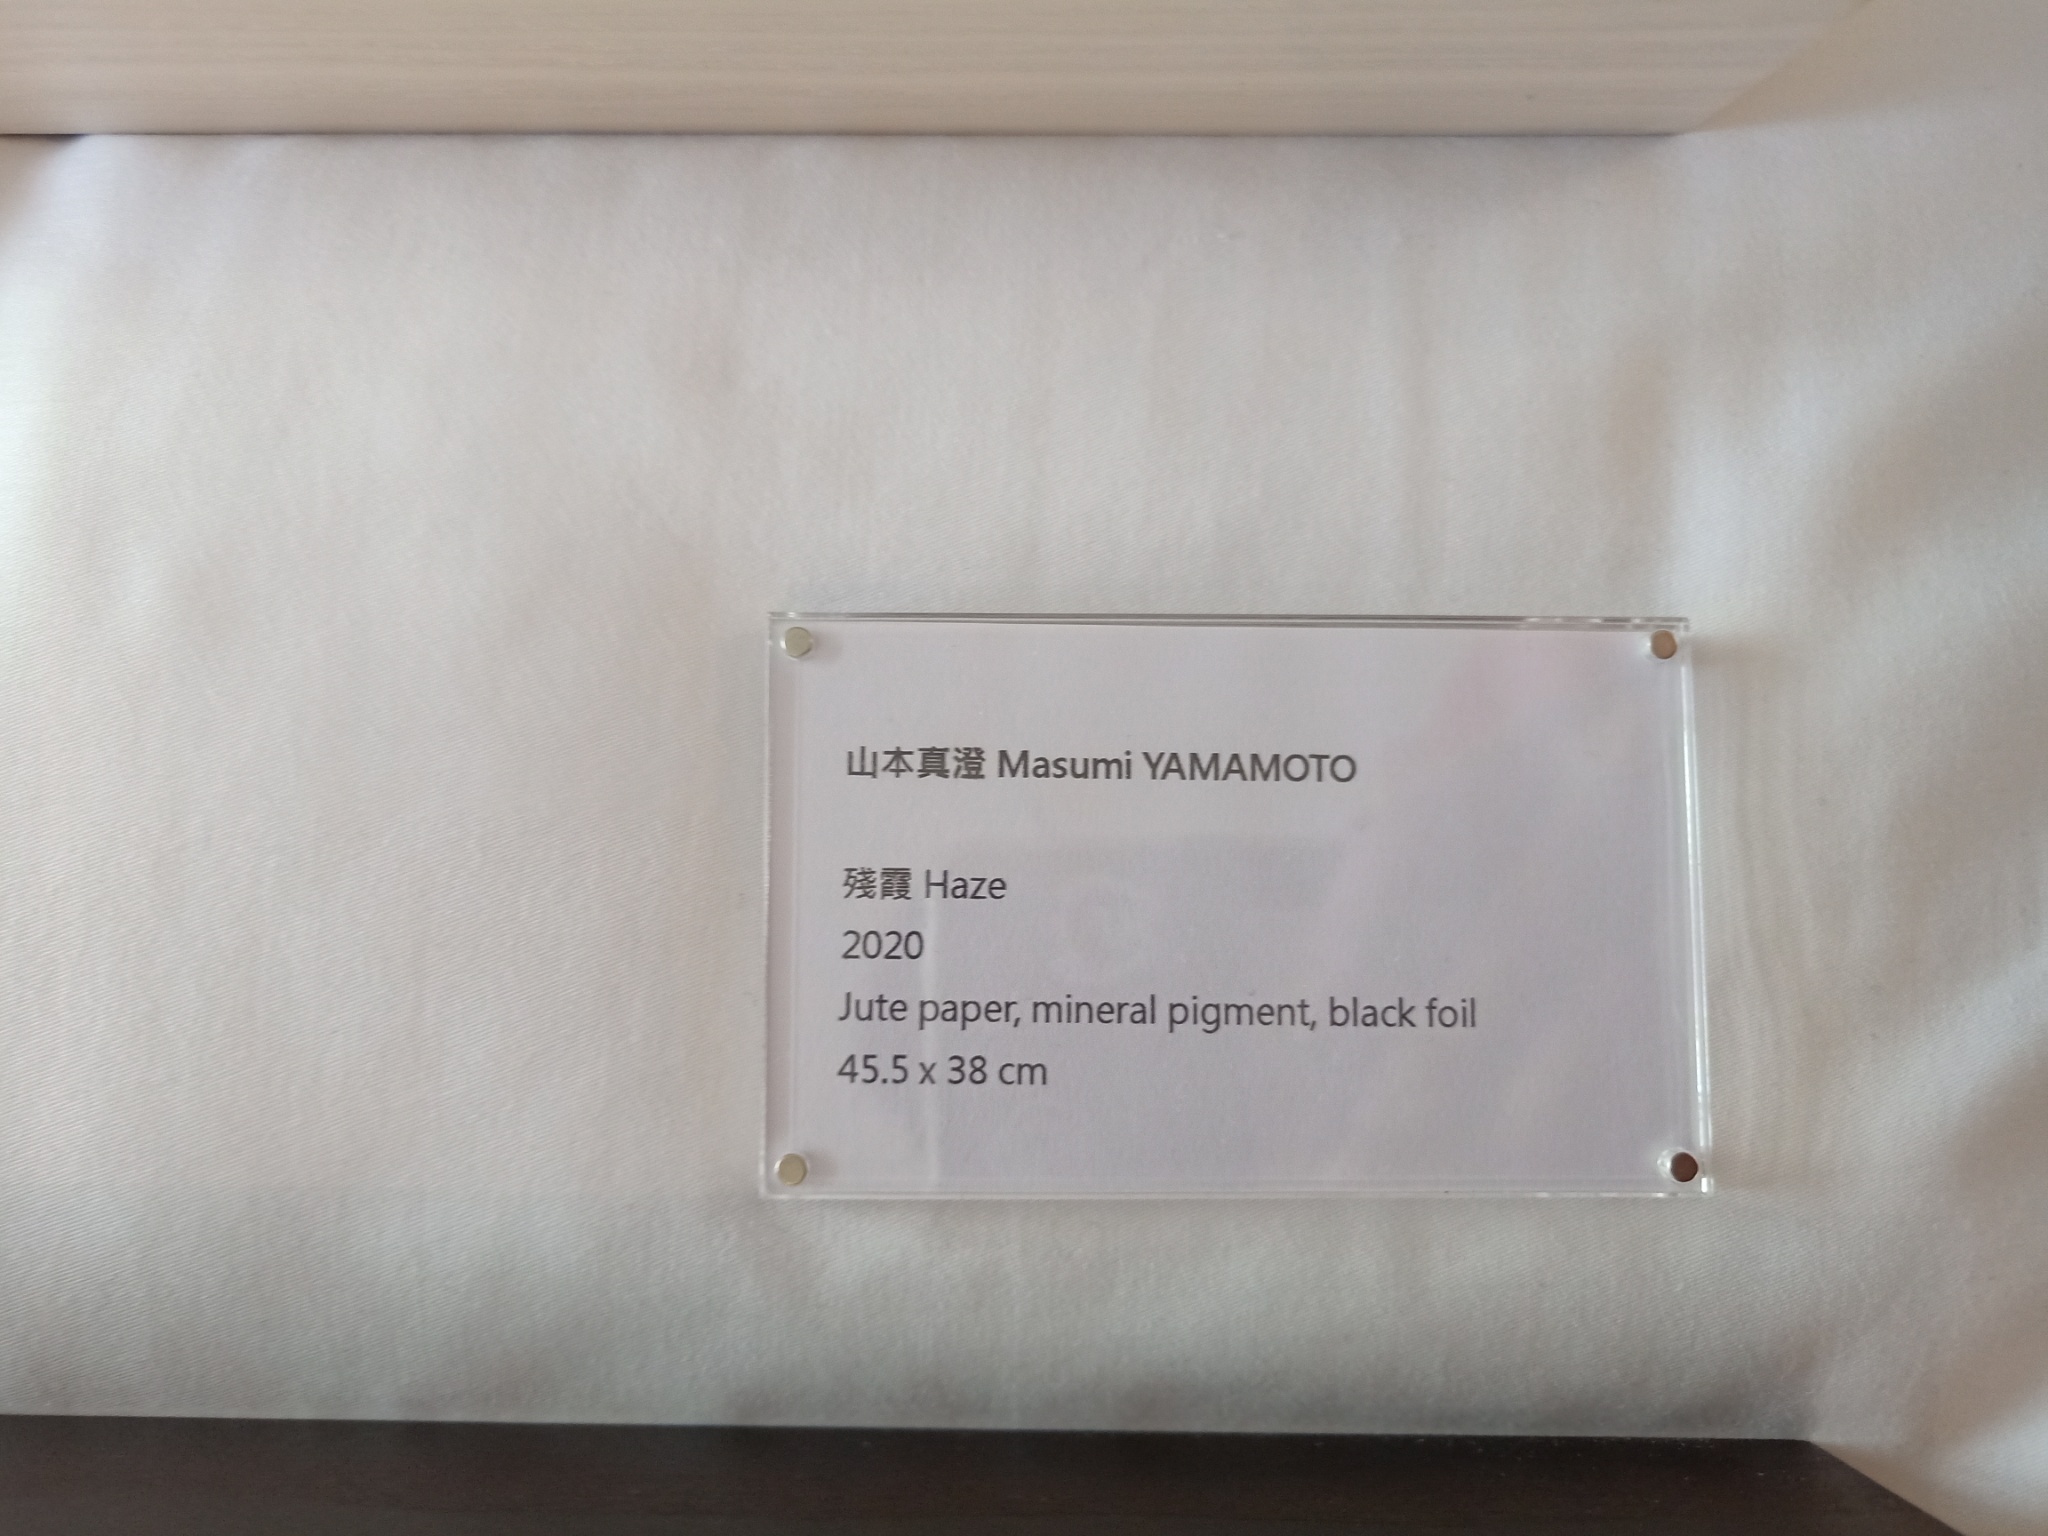 山本真澄 Masumi YAMAMOTO
殘霞 Haze
2020
Jute paper, mineral pigment, black foil
45.5 x 38 cm